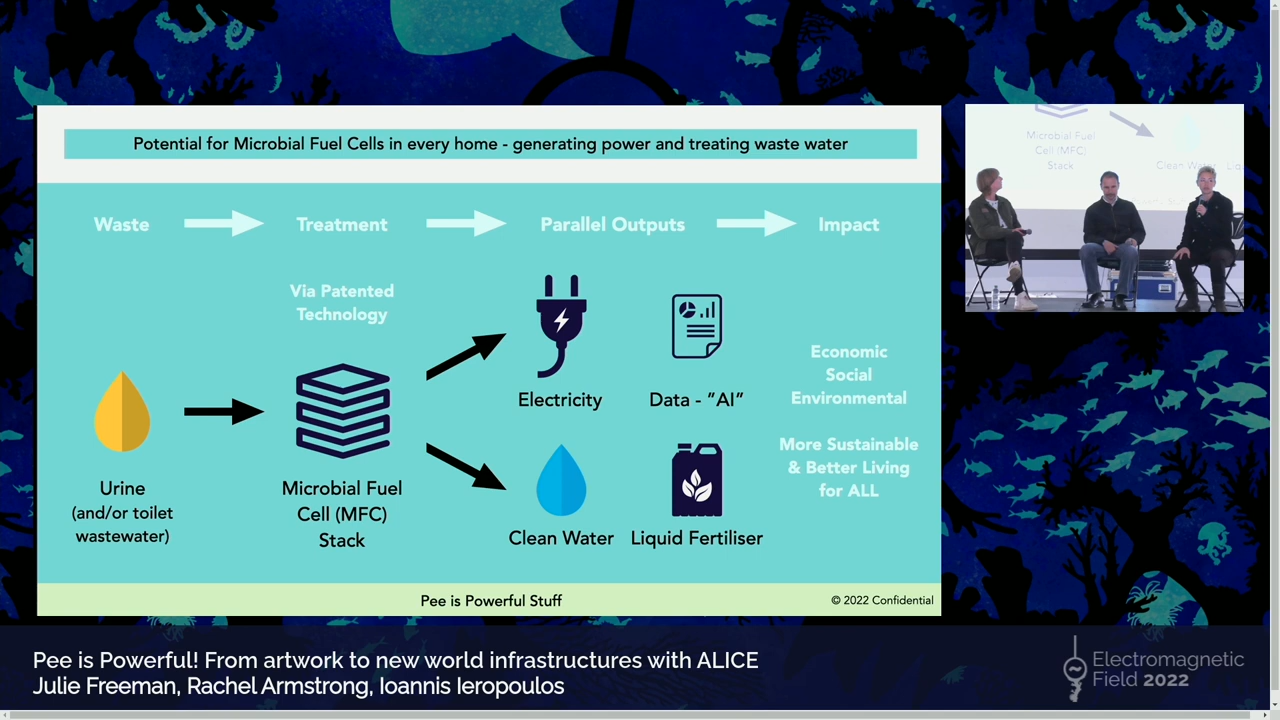 Potential for Microbial Fuel Cells in every home - generating power and treating waste water
Waste
Treatment
Parallel Outputs
Impact
Via Patented
Technology
Urine
(and/or toilet
wastewater)
Microbial Fuel
Cell (MFC)
Stack
Electricity
Data - "AI"
Clean Water
Liquid Fertiliser
Economic
Social
Environmental
More Sustainable
& Better Living
for ALL
Pee is Powerful Stuff
© 2022 Confidential
Microbial Fuel
Cell (MFC)
Stack
Clean Water
Pee is Powerful! From artwork to new world infrastructures with ALICE
Julie Freeman, Rachel Armstrong, Ioannis Ieropoulos
Electromagnetic
Field 2022